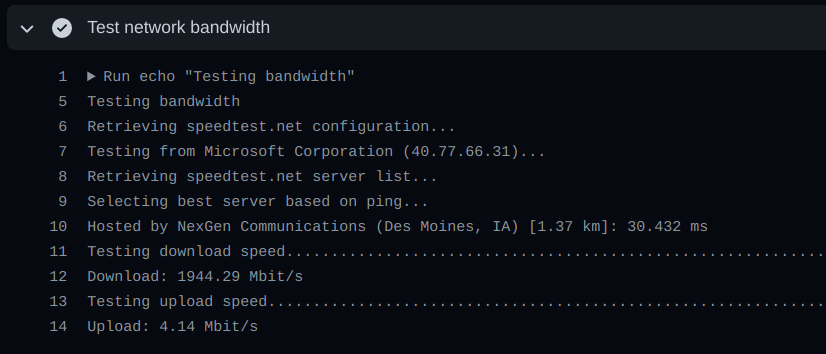 Test network bandwidth
1 ▶ Run echo "Testing bandwidth"
5 Testing bandwidth
6 Retrieving speedtest.net configuration...
7 Testing from Microsoft Corporation (40.77.66.31)...
8 Retrieving speedtest.net server list...
9 Selecting best server based on ping...
10 Hosted by NexGen Communications (Des Moines, IA) [1.37 km]: 30.432 ms
11 Testing download speed............................................................
12 Download: 1944.29 Mbit/s
13 Testing upload speed..............................................................
14 Upload: 4.14 Mbit/s